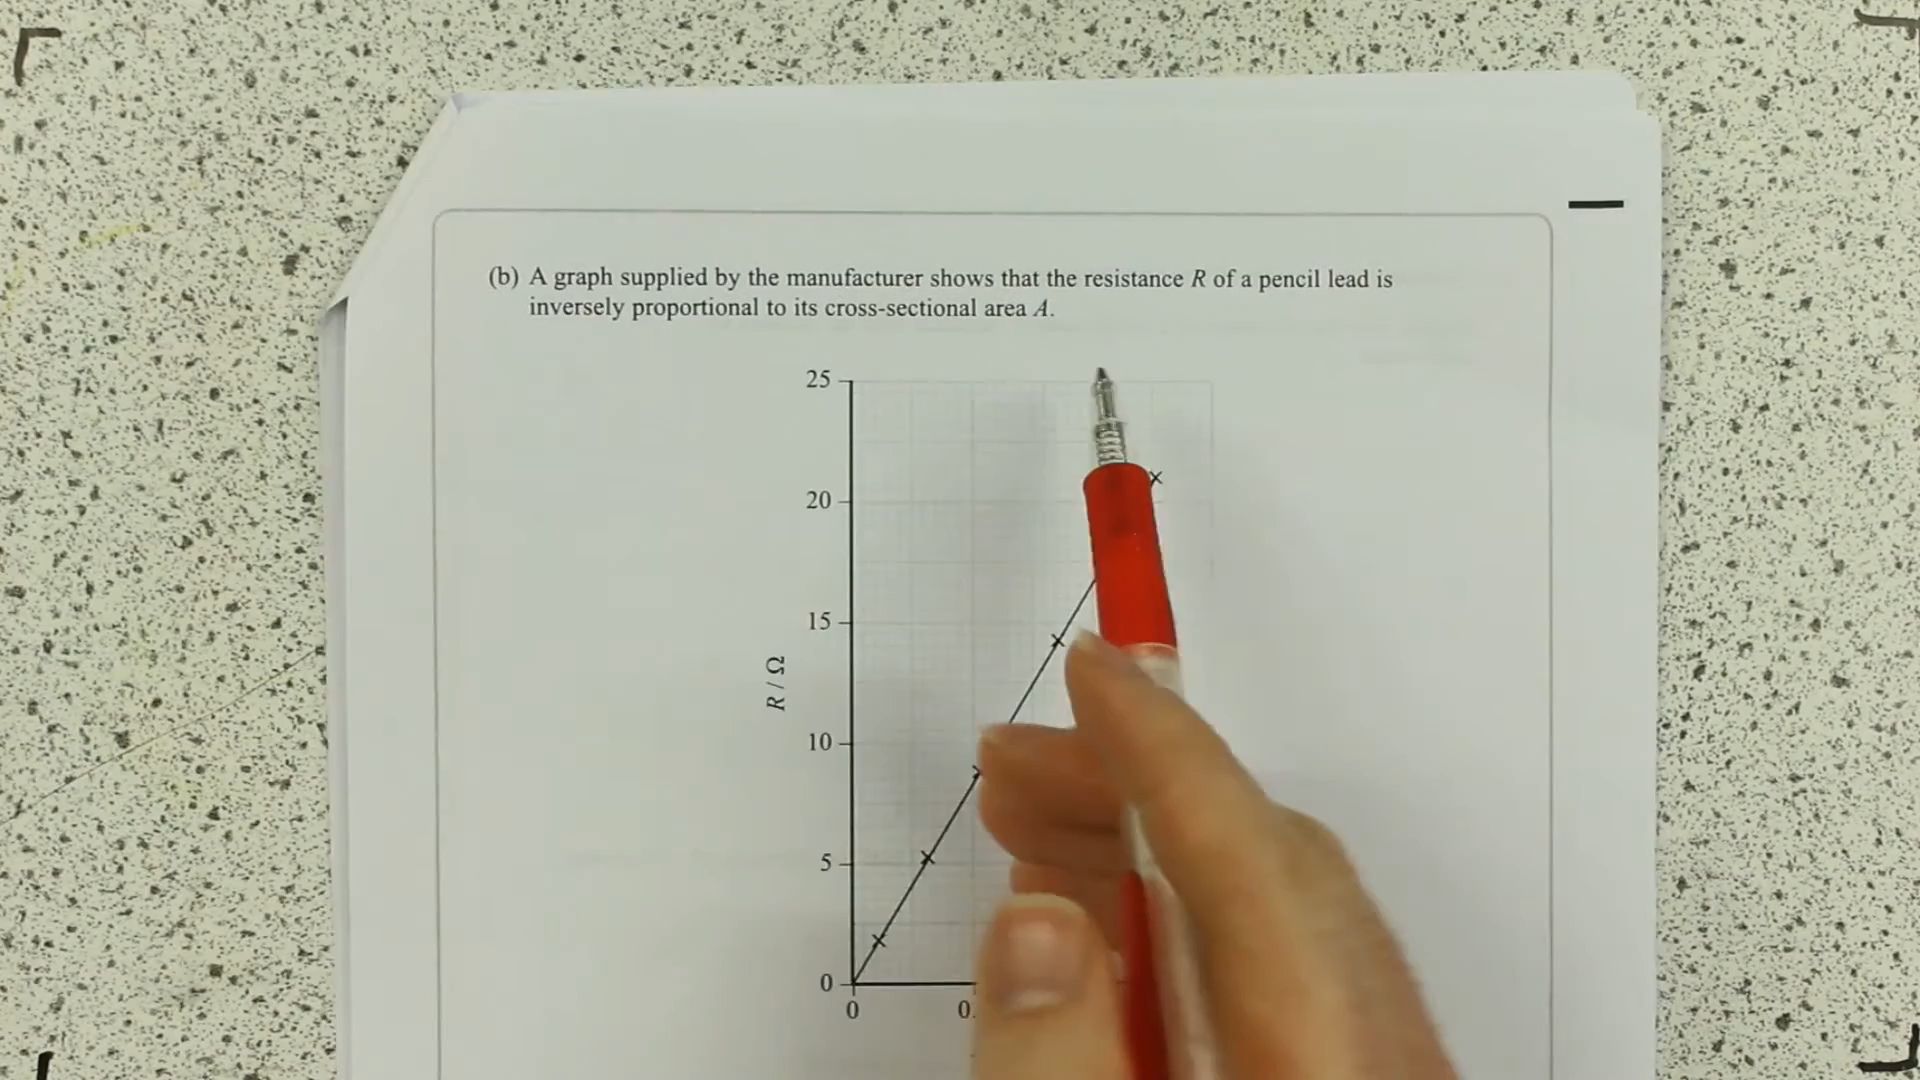 (b) A graph supplied by the manufacturer shows that the resistance R of a pencil lead is
inversely proportional to its cross-sectional area A.
25
20
15
R / Ω
10
5
0
0 0.